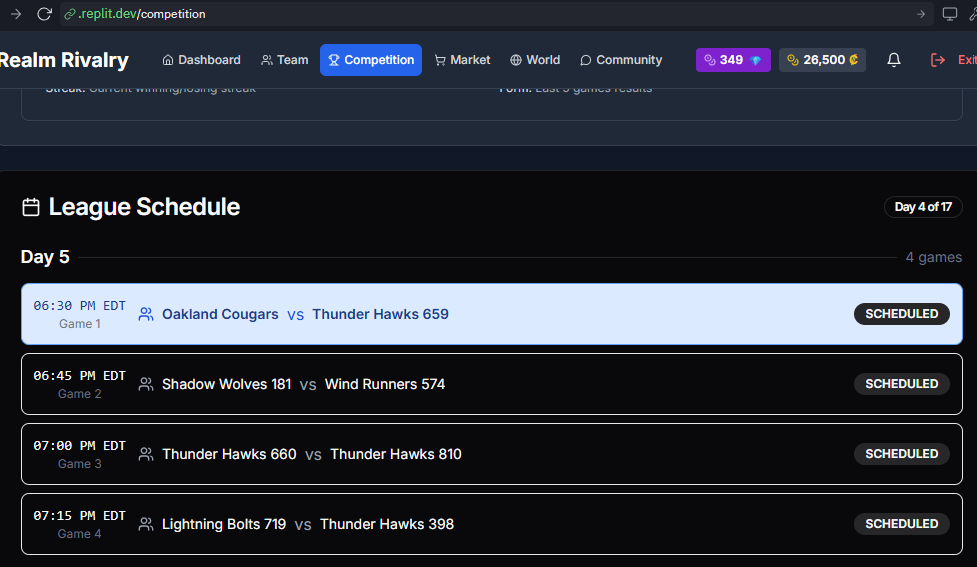 .replit.dev/competition
Realm Rivalry Dashboard Team Competition Market World Community 349 26,500 ₡ Exit
Streak: Current winning/losing streak Form: Last 5 games results
League Schedule Day 4 of 17
Day 5 4 games
06:30 PM EDT
Game 1
Oakland Cougars vs Thunder Hawks 659 SCHEDULED
06:45 PM EDT
Game 2
Shadow Wolves 181 vs Wind Runners 574 SCHEDULED
07:00 PM EDT
Game 3
Thunder Hawks 660 vs Thunder Hawks 810 SCHEDULED
07:15 PM EDT
Game 4
Lightning Bolts 719 vs Thunder Hawks 398 SCHEDULED